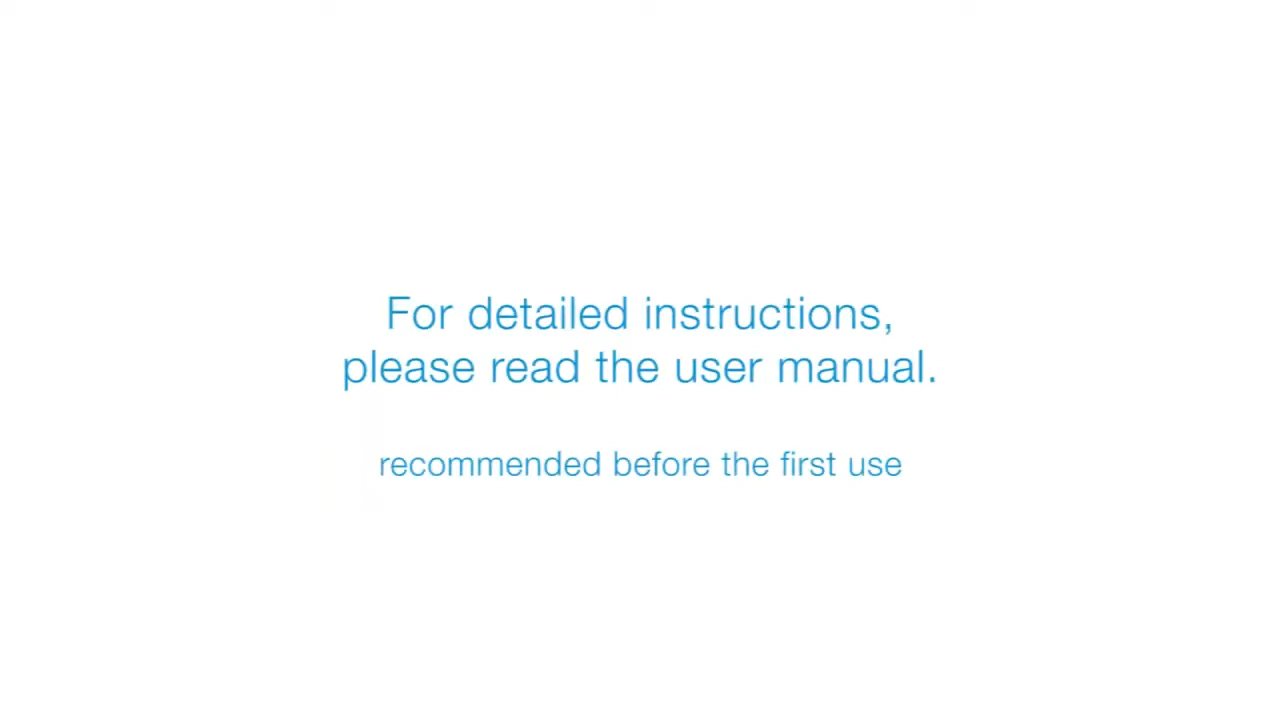 For detailed instructions,
please read the user manual.
recommended before the first use